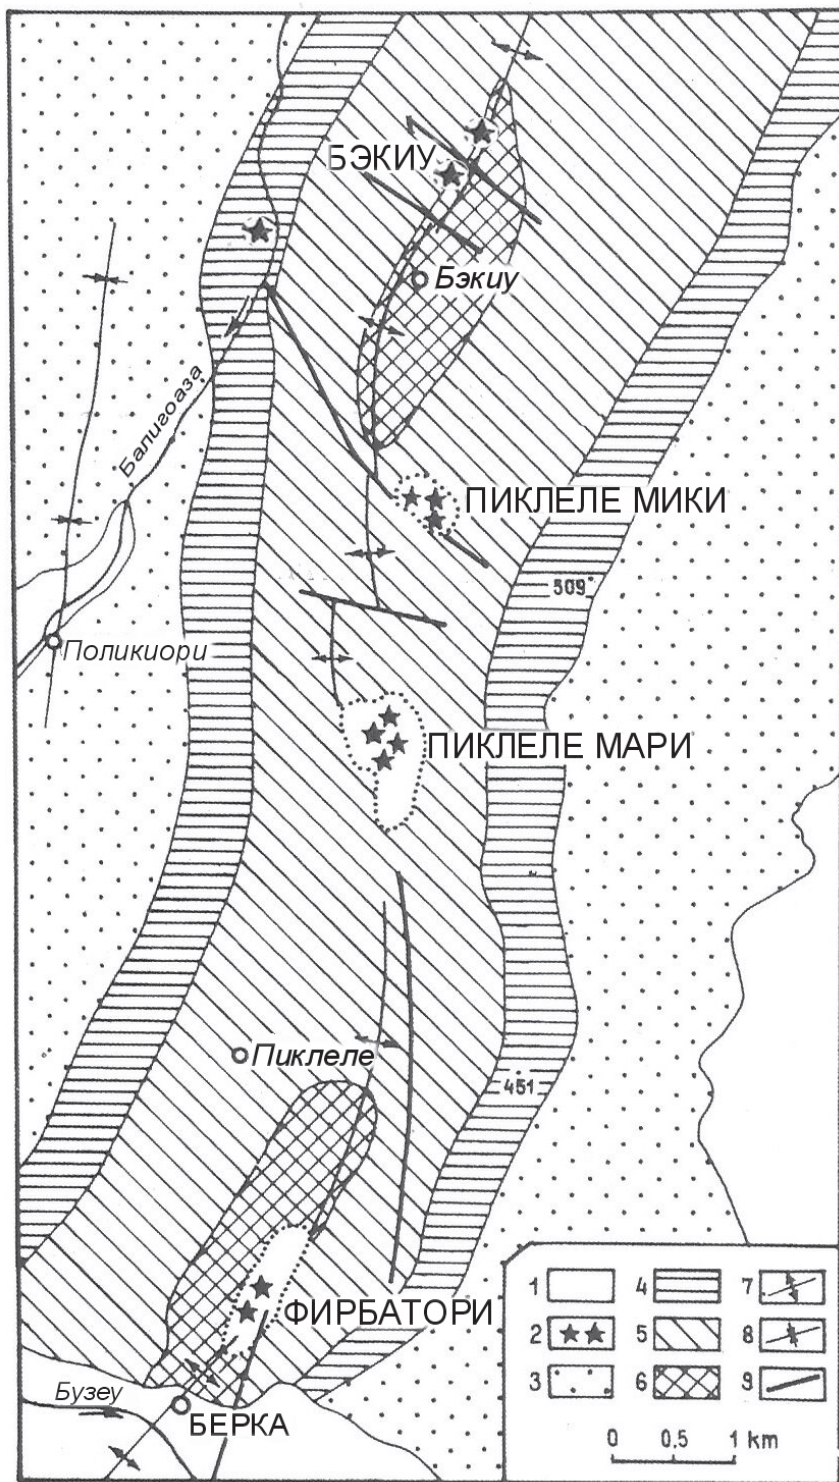 БЭКИУ
Бэкиу
Балигоаза
ПИКЛЕЛЕ МИКИ
509
Поликиори
ПИКЛЕЛЕ МАРИ
Пиклеле
451
ФИРБАТОРИ
Бузеу
БЕРКА
1 4 7
2 5 8
3 6 9
0 0,5 1 km